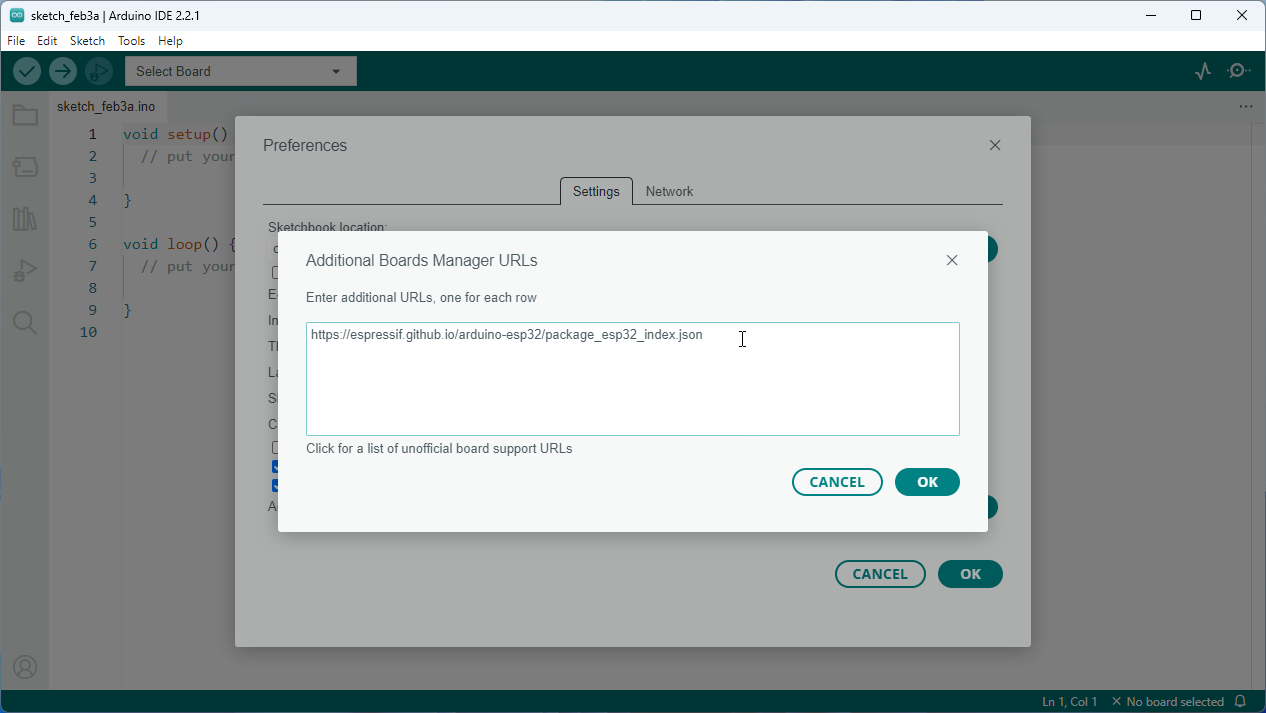 sketch_feb3a | Arduino IDE 2.2.1
File Edit Sketch Tools Help
Select Board
sketch_feb3a.ino
1 void setup()
2 // put your
3
4 }
5
6 void loop() {
7 // put your
8
9 }
10
Preferences
Settings Network
Sketchbook location:
Additional Boards Manager URLs
Enter additional URLs, one for each row
https://espressif.github.io/arduino-esp32/package_esp32_index.json
Click for a list of unofficial board support URLs
CANCEL OK
CANCEL OK
Ln 1, Col 1 × No board selected